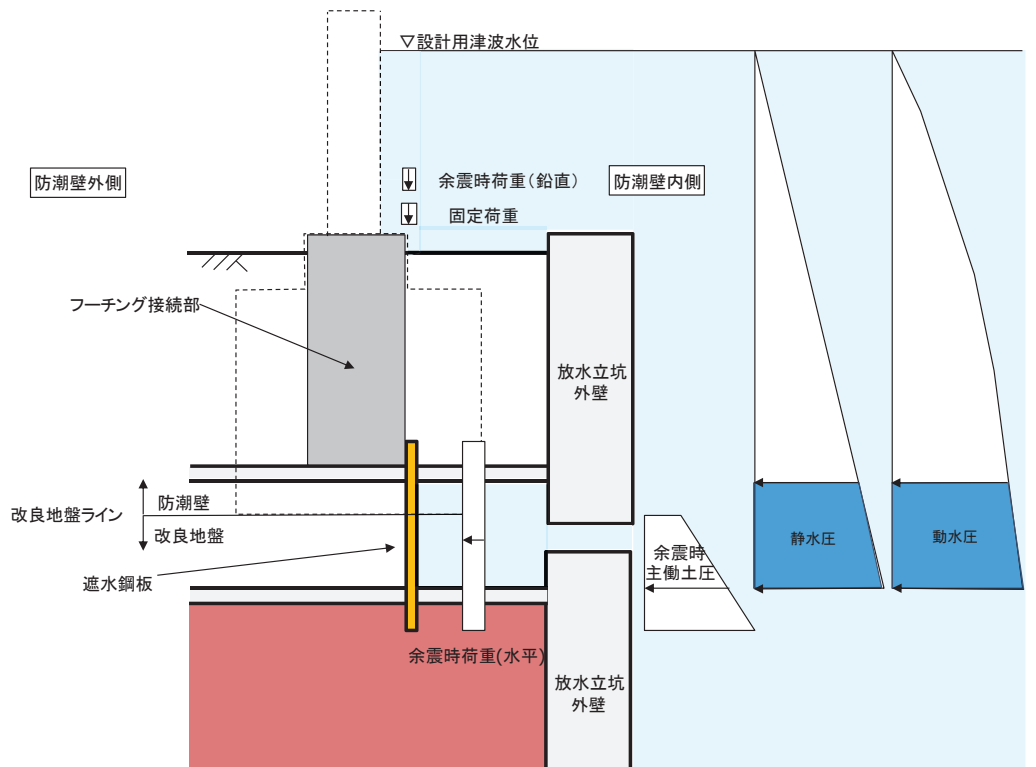 ▽設計用津波水位
防潮壁外側
余震時荷重（鉛直）
防潮壁内側
固定荷重
フーチング接続部
放水立坑
外壁
防潮壁
改良地盤ライン
改良地盤
遮水鋼板
余震時
主働土圧
静水圧
動水圧
余震時荷重(水平)
放水立坑
外壁